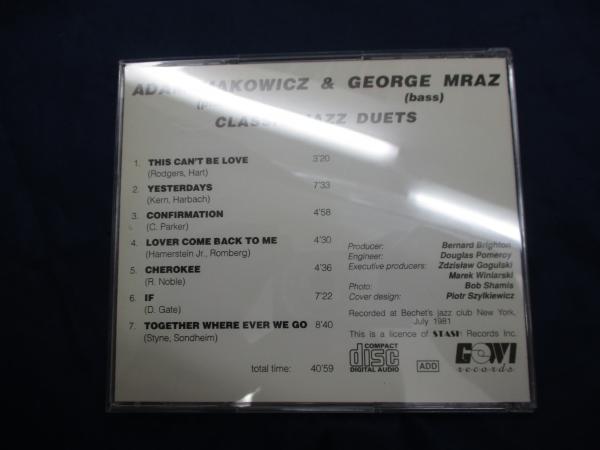 & GEORGE MRAZ
(bass)
JAZZ DUETS
1. THIS CAN'T BE LOVE 3'20
(Rodgers, Hart)
2. YESTERDAYS 7'33
(Kern, Harbach)
3. CONFIRMATION 4'58
(C. Parker)
4. LOVER COME BACK TO ME 4'30
(Hamerstein Jr., Romberg)
5. CHEROKEE 4'36
(R. Noble)
6. IF 7'22
(D. Gate)
7. TOGETHER WHERE EVER WE GO 8'40
(Styne, Sondheim)
total time: 40'59
Producer: Bernard Brighton
Engineer: Douglas Pomeroy
Executive producers: Zdzisław Gogulski
Marek Winiarski
Photo: Bob Shamis
Cover design: Piotr Szylkiewicz
Recorded at Bechet's jazz club New York,
July 1981
This is a licence of STASH Records Inc.
COMPACT
disc
DIGITAL AUDIO
ADD
GOWI
records